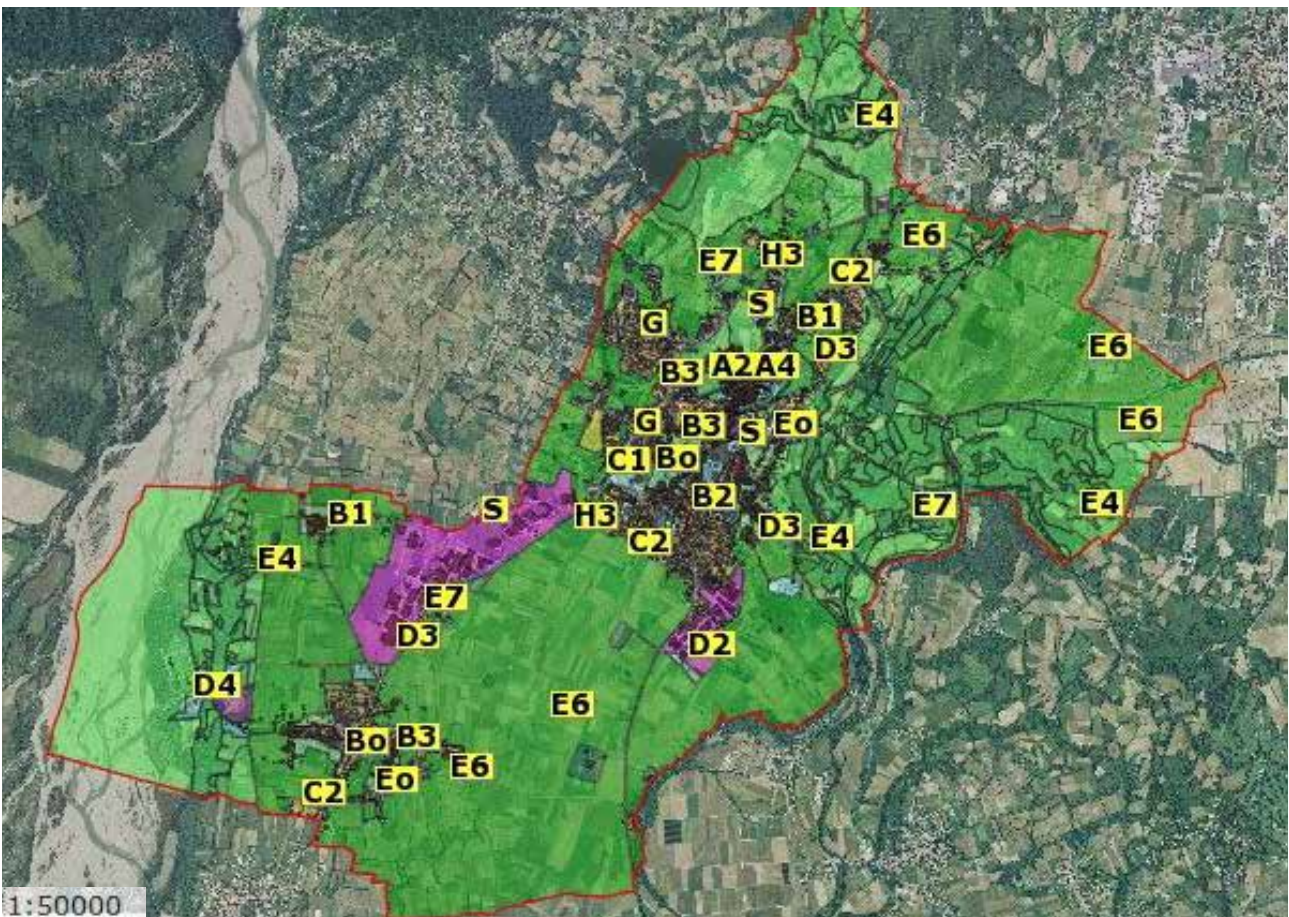 E4
E6
H3
E7
C2
S
B1
G
D3
E6
A2A4
B3
E6
G
B3
Eo
S
C1
Bo
B2
E7
E4
S
B1
H3
D3
C2
E4
E4
E7
D3
D2
D4
E6
B3
Bo
E6
Eo
C2
1:50000